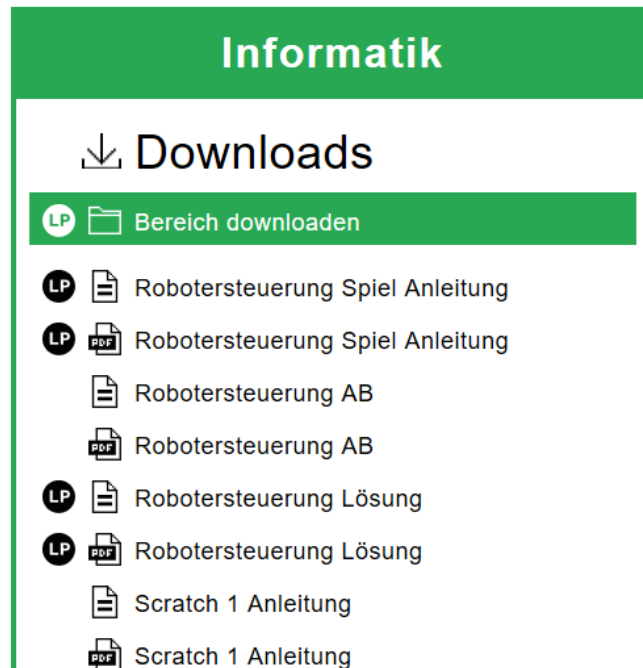 Informatik
Downloads
LP Bereich downloaden
LP Robotersteuerung Spiel Anleitung
LP PDF Robotersteuerung Spiel Anleitung
Robotersteuerung AB
PDF Robotersteuerung AB
LP Robotersteuerung Lösung
LP PDF Robotersteuerung Lösung
Scratch 1 Anleitung
PDF Scratch 1 Anleitung